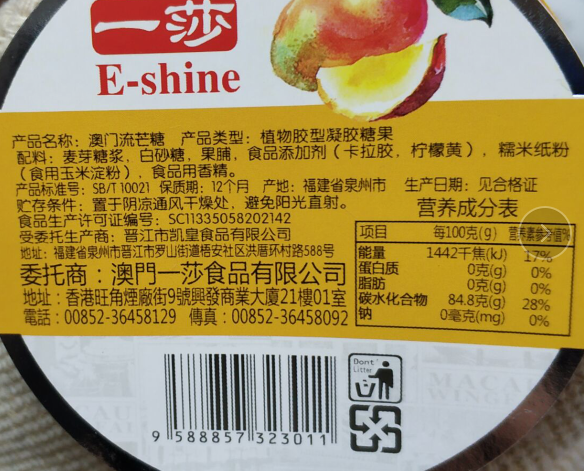 一莎
E-shine
产品名称：澳门流芒糖 产品类型：植物胶型凝胶糖果
配料：麦芽糖浆，白砂糖，果脯，食品添加剂（卡拉胶，柠檬黄），糯米纸粉
（食用玉米淀粉），食品用香精。
产品标准号：SB/T 10021 保质期：12个月 产地：福建省泉州市 生产日期：见合格证
贮存条件：置于阴凉通风干燥处，避免阳光直射。
食品生产许可证编号：SC11335058202142
受委托生产商：晋江市凯皇食品有限公司
地址：福建省泉州市晋江市罗山街道梧安社区洪厝环村路588号
委托商：澳門一莎食品有限公司
地址：香港旺角煙廠街9號興發商業大廈21樓01室
電話：00852-36458129 傳真：00852-36458092
营养成分表
项目 每100克(g) 营养素参考值%
能量 1442千焦(kJ) 17%
蛋白质 0克(g) 0%
脂肪 0克(g) 0%
碳水化合物 84.8克(g) 28%
钠 0毫克(mg) 0%
Dont
Litter
9 588857 323011